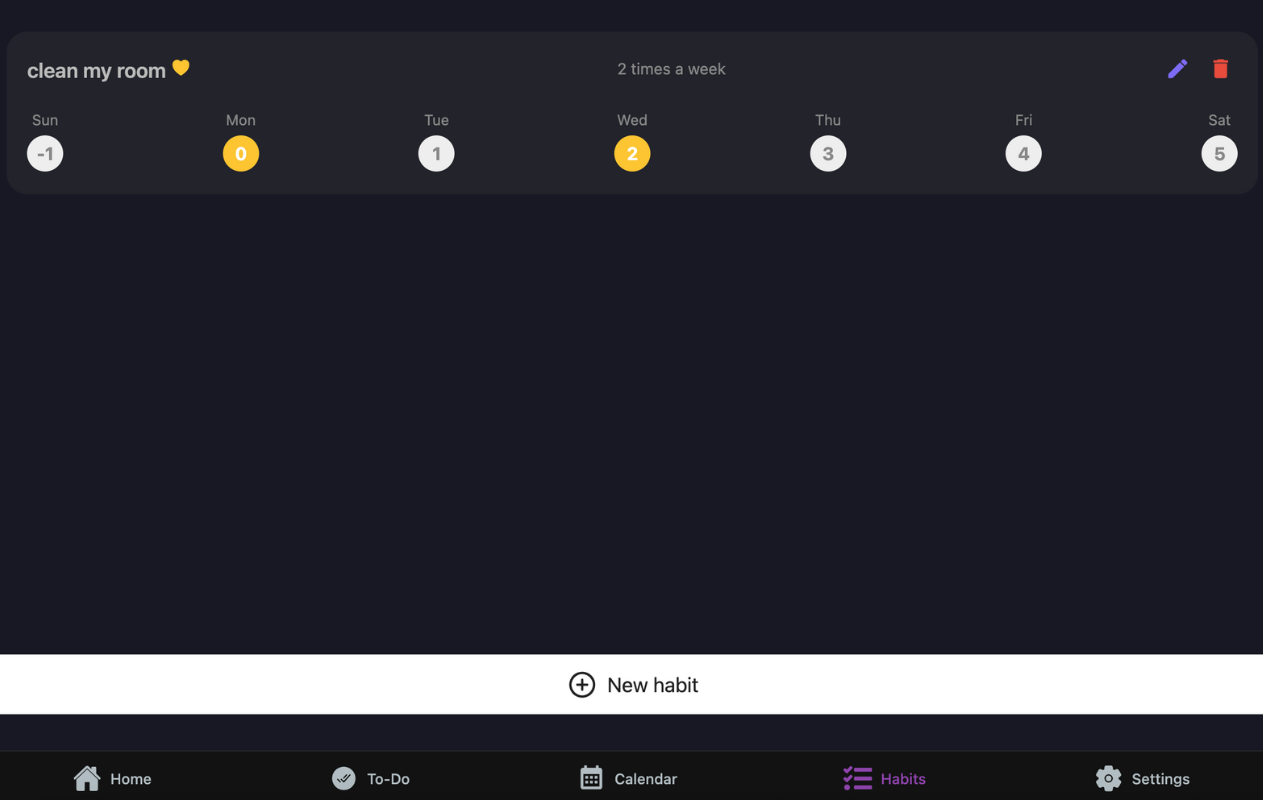 clean my room 2 times a week
Sun Mon Tue Wed Thu Fri Sat
-1 0 1 2 3 4 5
New habit
Home To-Do Calendar Habits Settings